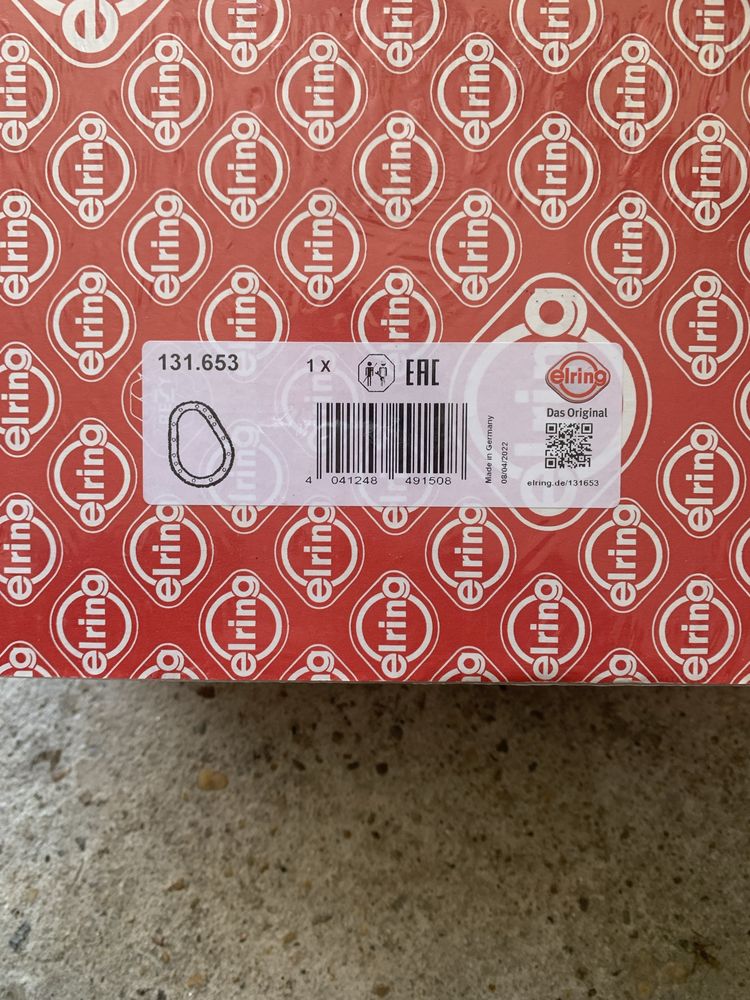 131.653
1 x
EAC
elring
Das Original
4 041248 491508
Made in Germany
08/04/2022
elring.de/131653